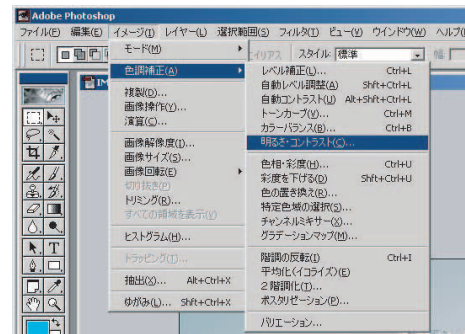 Adobe Photoshop
ファイル(F) 編集(E) イメージ(I) レイヤー(L) 選択範囲(S) フィルタ(T) ビュー(V) ウインドウ(W) ヘルプ(
スタイル: 標準 幅:
モード(M)
色調補正(A)
複製(D)...
画像操作(Y)...
演算(C)...
画像解像度(I)...
画像サイズ(S)...
画像回転(E)
切り抜き(P)
トリミング(R)...
すべての領域を表示(V)
ヒストグラム(H)...
トラッピング(T)...
抽出(X)... Alt+Ctrl+X
ゆがみ(L)... Shft+Ctrl+X
レベル補正(L)... Ctrl+L
自動レベル調整(A) Shft+Ctrl+L
自動コントラスト(U) Alt+Shft+Ctrl+L
トーンカーブ(V)... Ctrl+M
カラーバランス(B)... Ctrl+B
明るさ・コントラスト(C)...
色相・彩度(H)... Ctrl+U
彩度を下げる(D) Shft+Ctrl+U
色の置き換え(R)...
特定色域の選択(S)...
チャンネルミキサー(X)...
グラデーションマップ(M)...
階調の反転(I) Ctrl+I
平均化(イコライズ)(E)
2階調化(T)...
ポスタリゼーション(P)...
バリエーション...